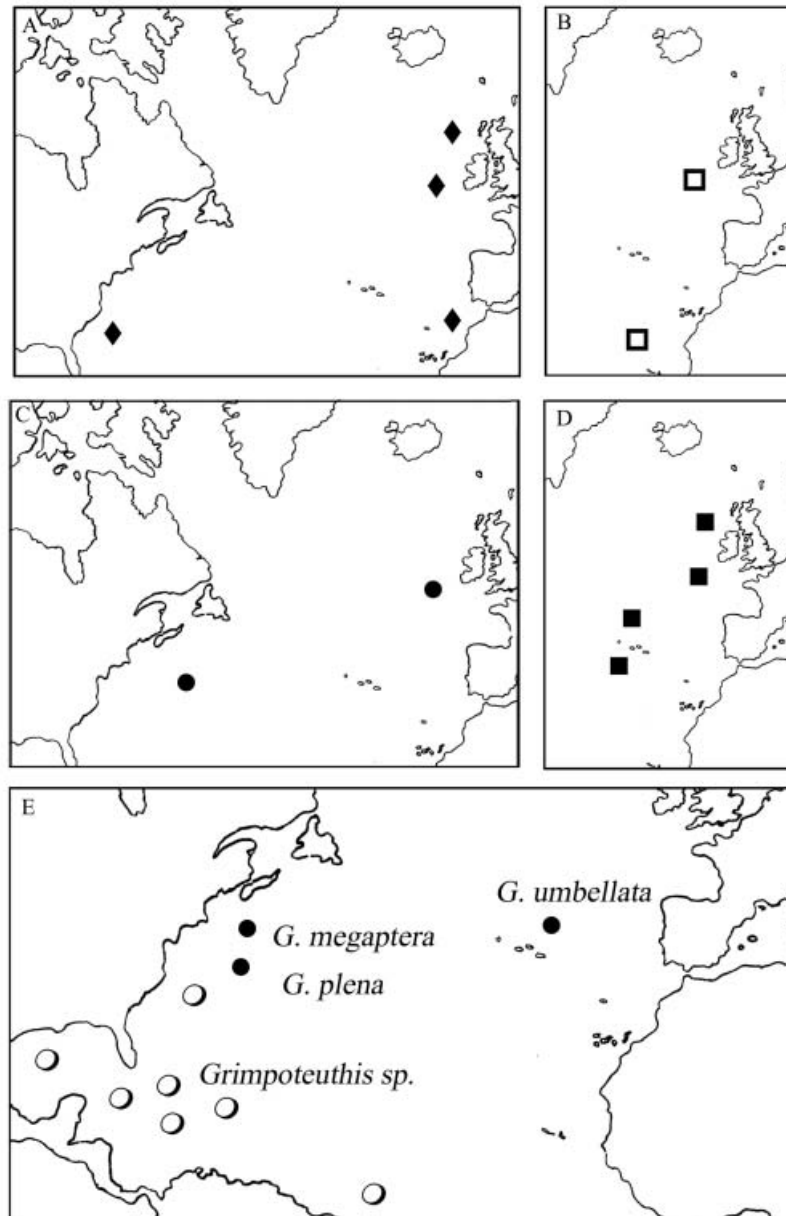 A
B
C
D
E
G. umbellata
G. megaptera
G. plena
Grimpoteuthis sp.